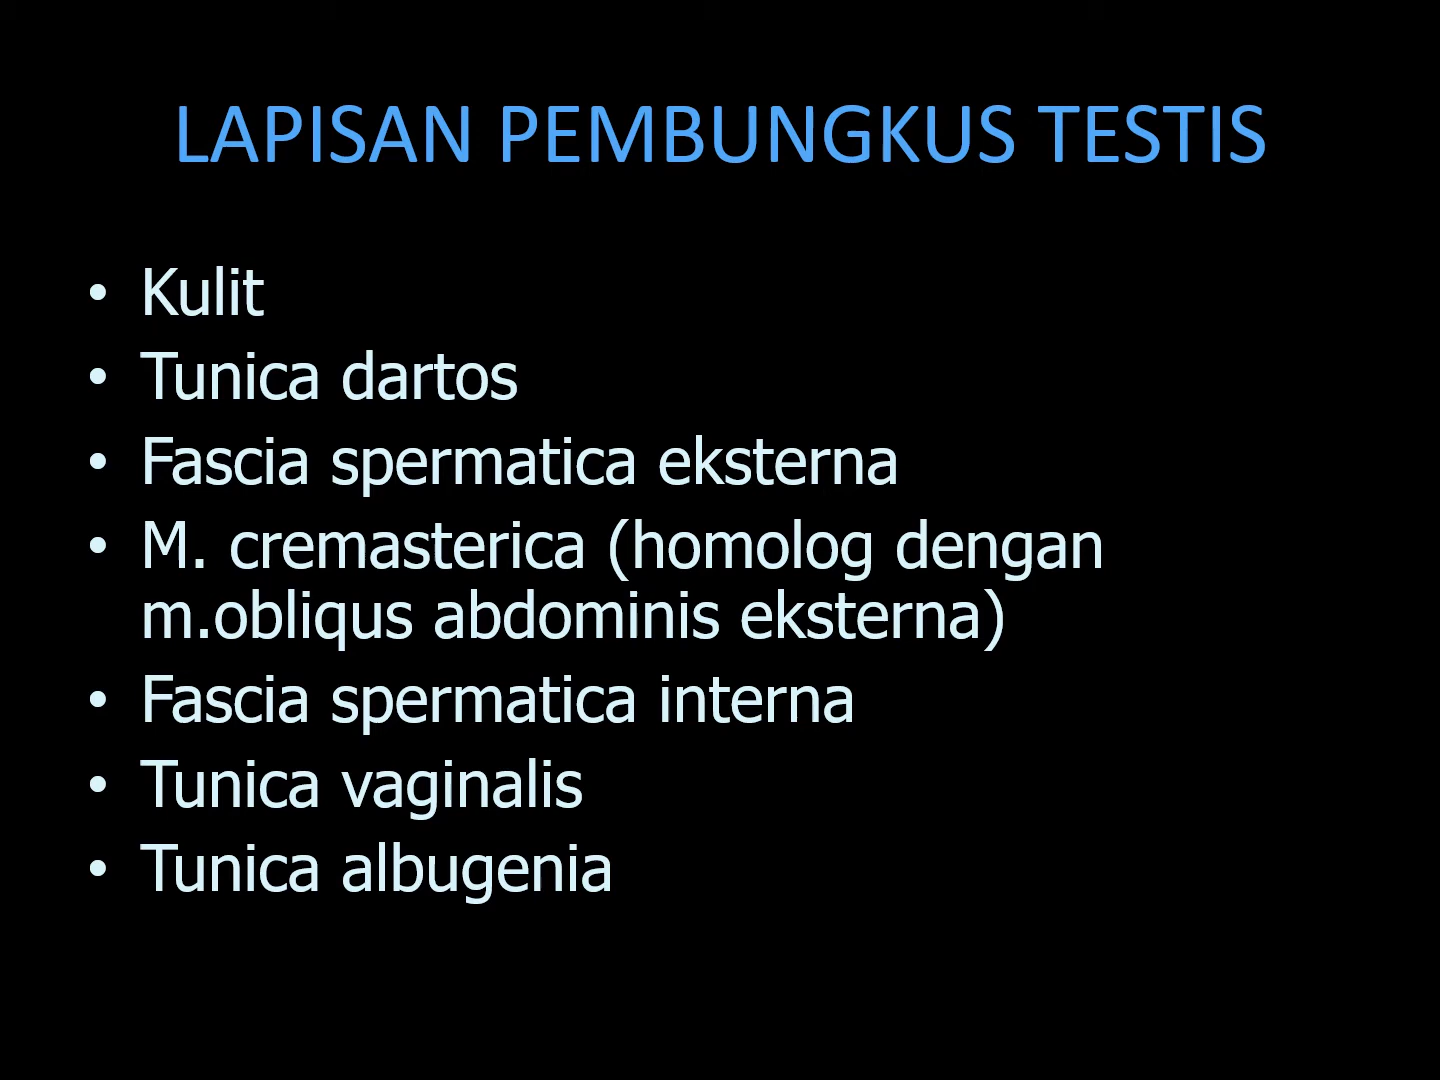 LAPISAN PEMBUNGKUS TESTIS
• Kulit
• Tunica dartos
• Fascia spermatica eksterna
• M. cremasterica (homolog dengan
m.obliqus abdominis eksterna)
• Fascia spermatica interna
• Tunica vaginalis
• Tunica albugenia